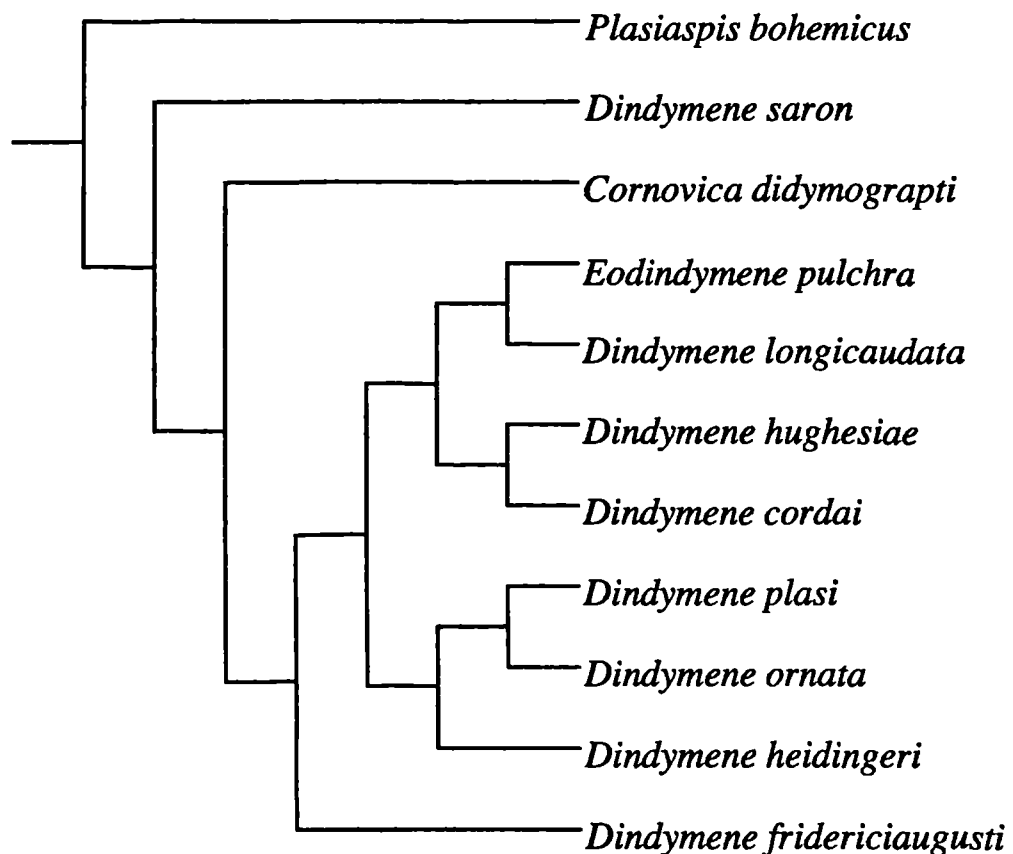 Plasiaspis bohemicus
Dindymene saron
Cornovica didymograpti
Eodindymene pulchra
Dindymene longicaudata
Dindymene hughesiae
Dindymene cordai
Dindymene plasi
Dindymene ornata
Dindymene heidingeri
Dindymene fridericiaugusti